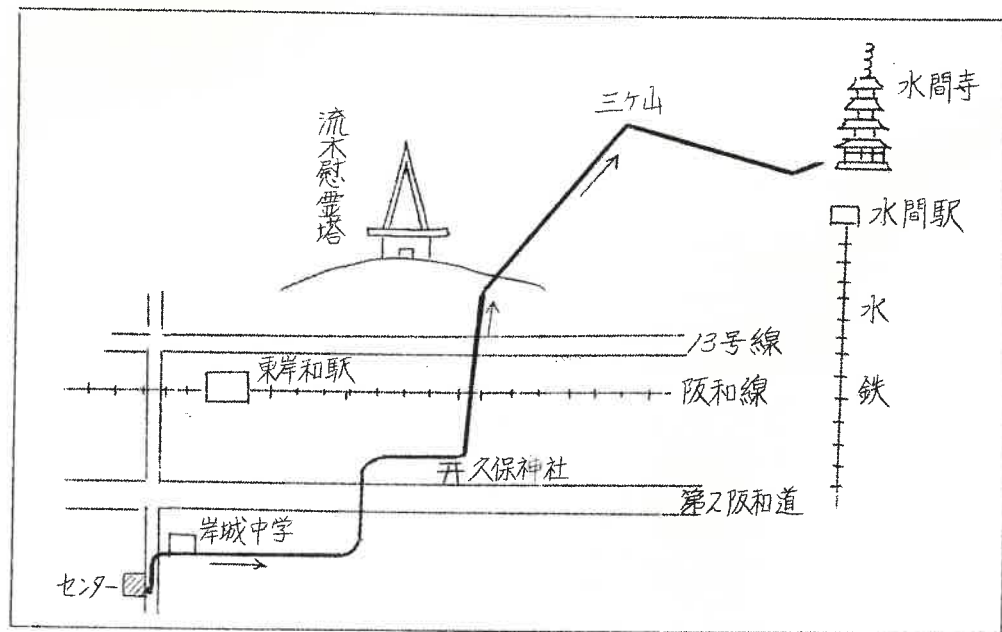 水間寺
三ケ山
流木慰霊塔
水間駅
水鉄
13号線
東岸和駅
阪和線
久保神社
第2阪和道
岸城中学
センター